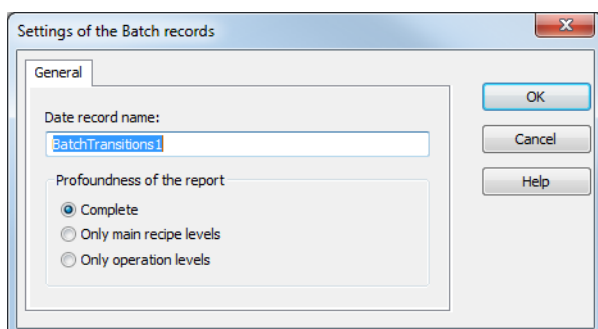 Settings of the Batch records
General
Date record name:
BatchTransitions1
Profoundness of the report
Complete
Only main recipe levels
Only operation levels
OK
Cancel
Help